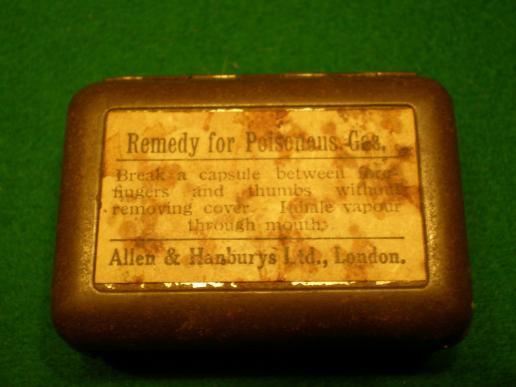 Remedy for Poisonous Gas.
Break a capsule between fore-
fingers and thumbs without
removing cover. Inhale vapour
through mouth.
Allen & Hanburys Ltd., London.